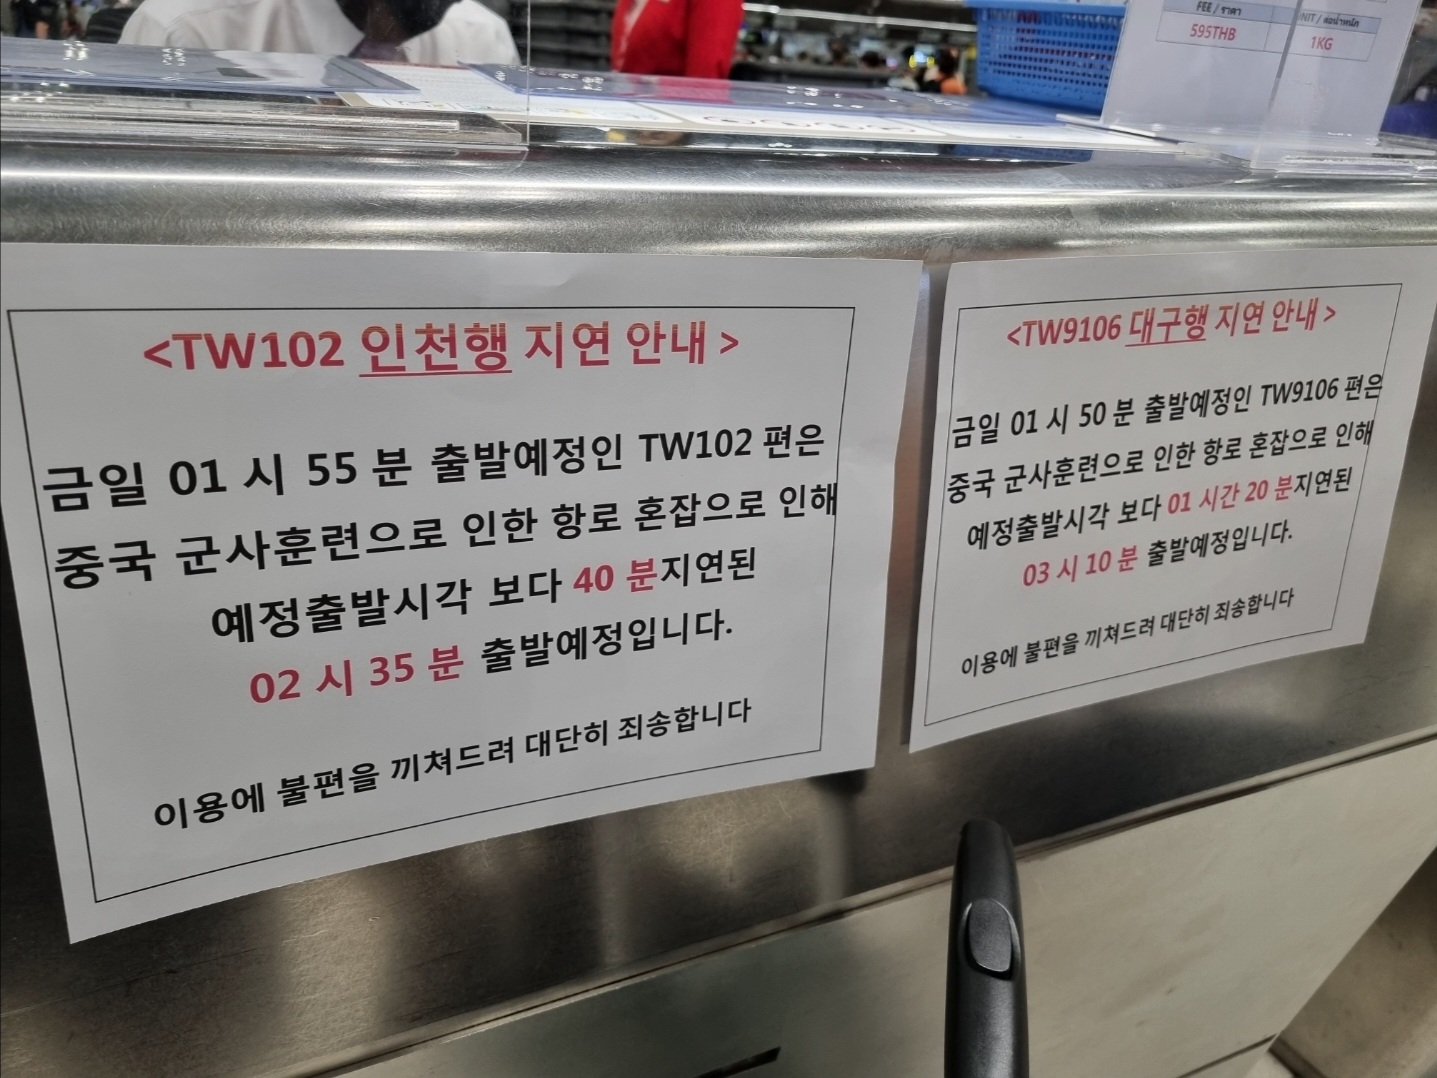 FEE / ราคา
595THB
1KG
<TW102 인천행 지연 안내 >
금일 01 시 55 분 출발예정인 TW102 편은
중국 군사훈련으로 인한 항로 혼잡으로 인해
예정출발시각 보다 40 분지연된
02 시 35 분 출발예정입니다.
이용에 불편을 끼쳐드려 대단히 죄송합니다
<TW9106 대구행 지연 안내 >
금일 01 시 50 분 출발예정인 TW9106 편은
중국 군사훈련으로 인한 항로 혼잡으로 인해
예정출발시각 보다 01 시간 20 분지연된
03 시 10 분 출발예정입니다.
이용에 불편을 끼쳐드려 대단히 죄송합니다